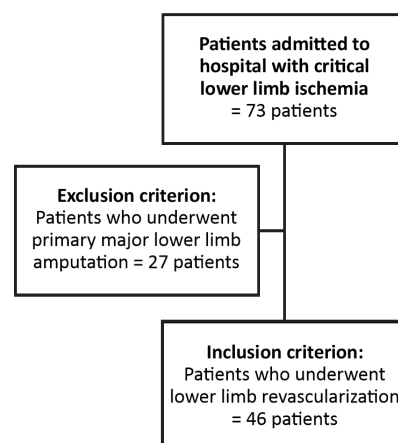 Patients admitted to
hospital with critical
lower limb ischemia
= 73 patients
Exclusion criterion:
Patients who underwent
primary major lower limb
amputation = 27 patients
Inclusion criterion:
Patients who underwent
lower limb revascularization
= 46 patients